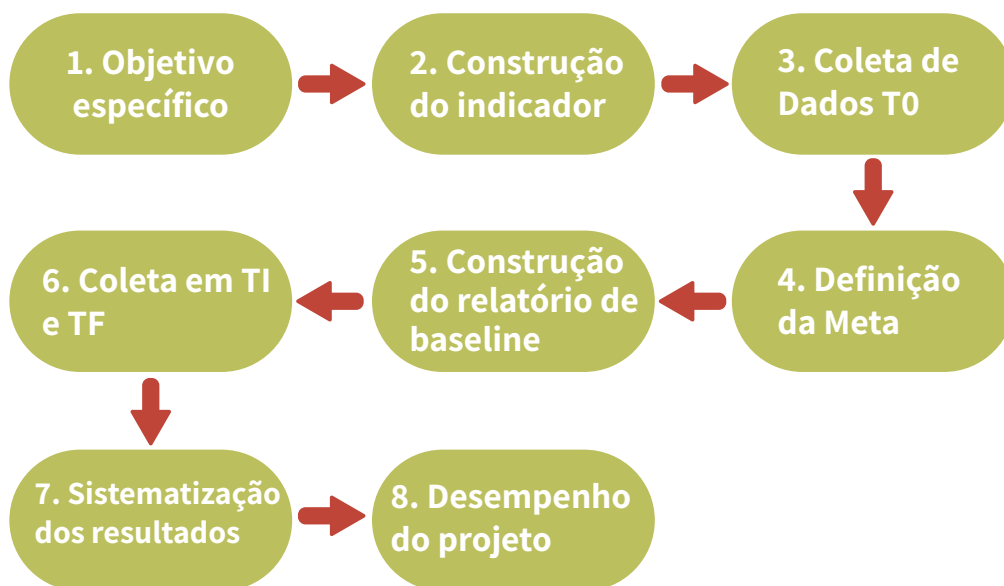 1. Objetivo
específico
2. Construção
do indicador
3. Coleta de
Dados T0
4. Definição
da Meta
5. Construção
do relatório de
baseline
6. Coleta em TI
e TF
7. Sistematização
dos resultados
8. Desempenho
do projeto